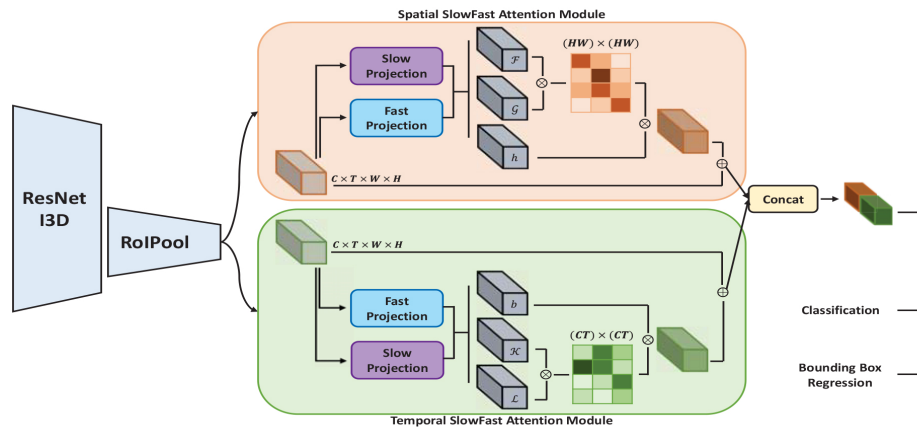 Spatial SlowFast Attention Module
(HW) × (HW)
Slow
Projection
Fast
Projection
ℱ
⊗
𝒢
h
⊗
C × T × W × H
⊕
ResNet
I3D
RoIPool
Concat
C × T × W × H
⊕
Fast
Projection
Slow
Projection
b
𝒦
ℒ
⊗
(CT) × (CT)
⊗
Classification
Bounding Box
Regression
Temporal SlowFast Attention Module